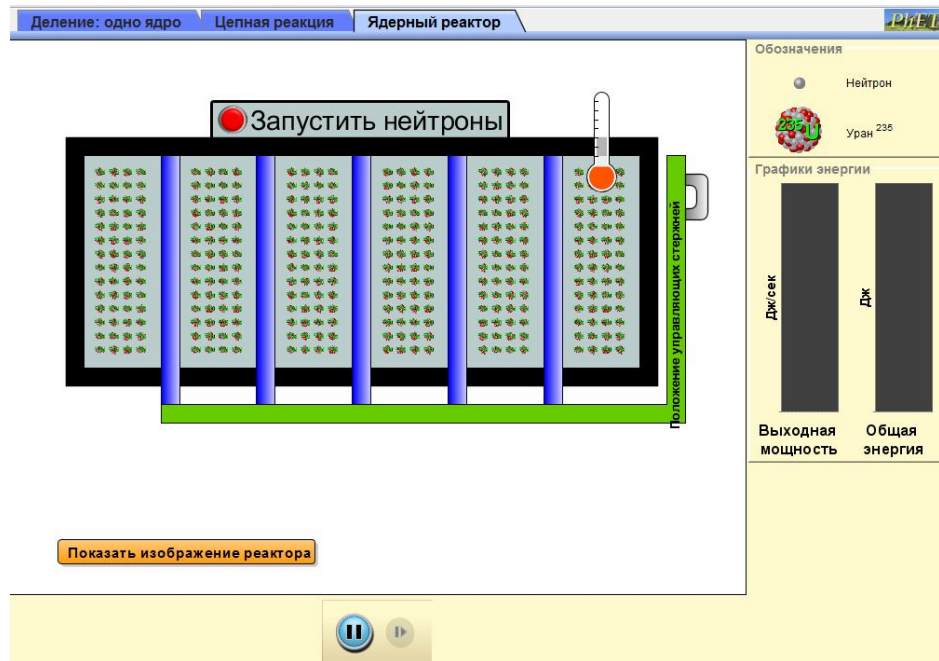 Деление: одно ядро
Цепная реакция
Ядерный реактор
PhET
Обозначения
Нейтрон
235U
Уран 235
Запустить нейтроны
Положение управляющих стержней
Графики энергии
Дж/сек
Дж
Выходная мощность
Общая энергия
Показать изображение реактора